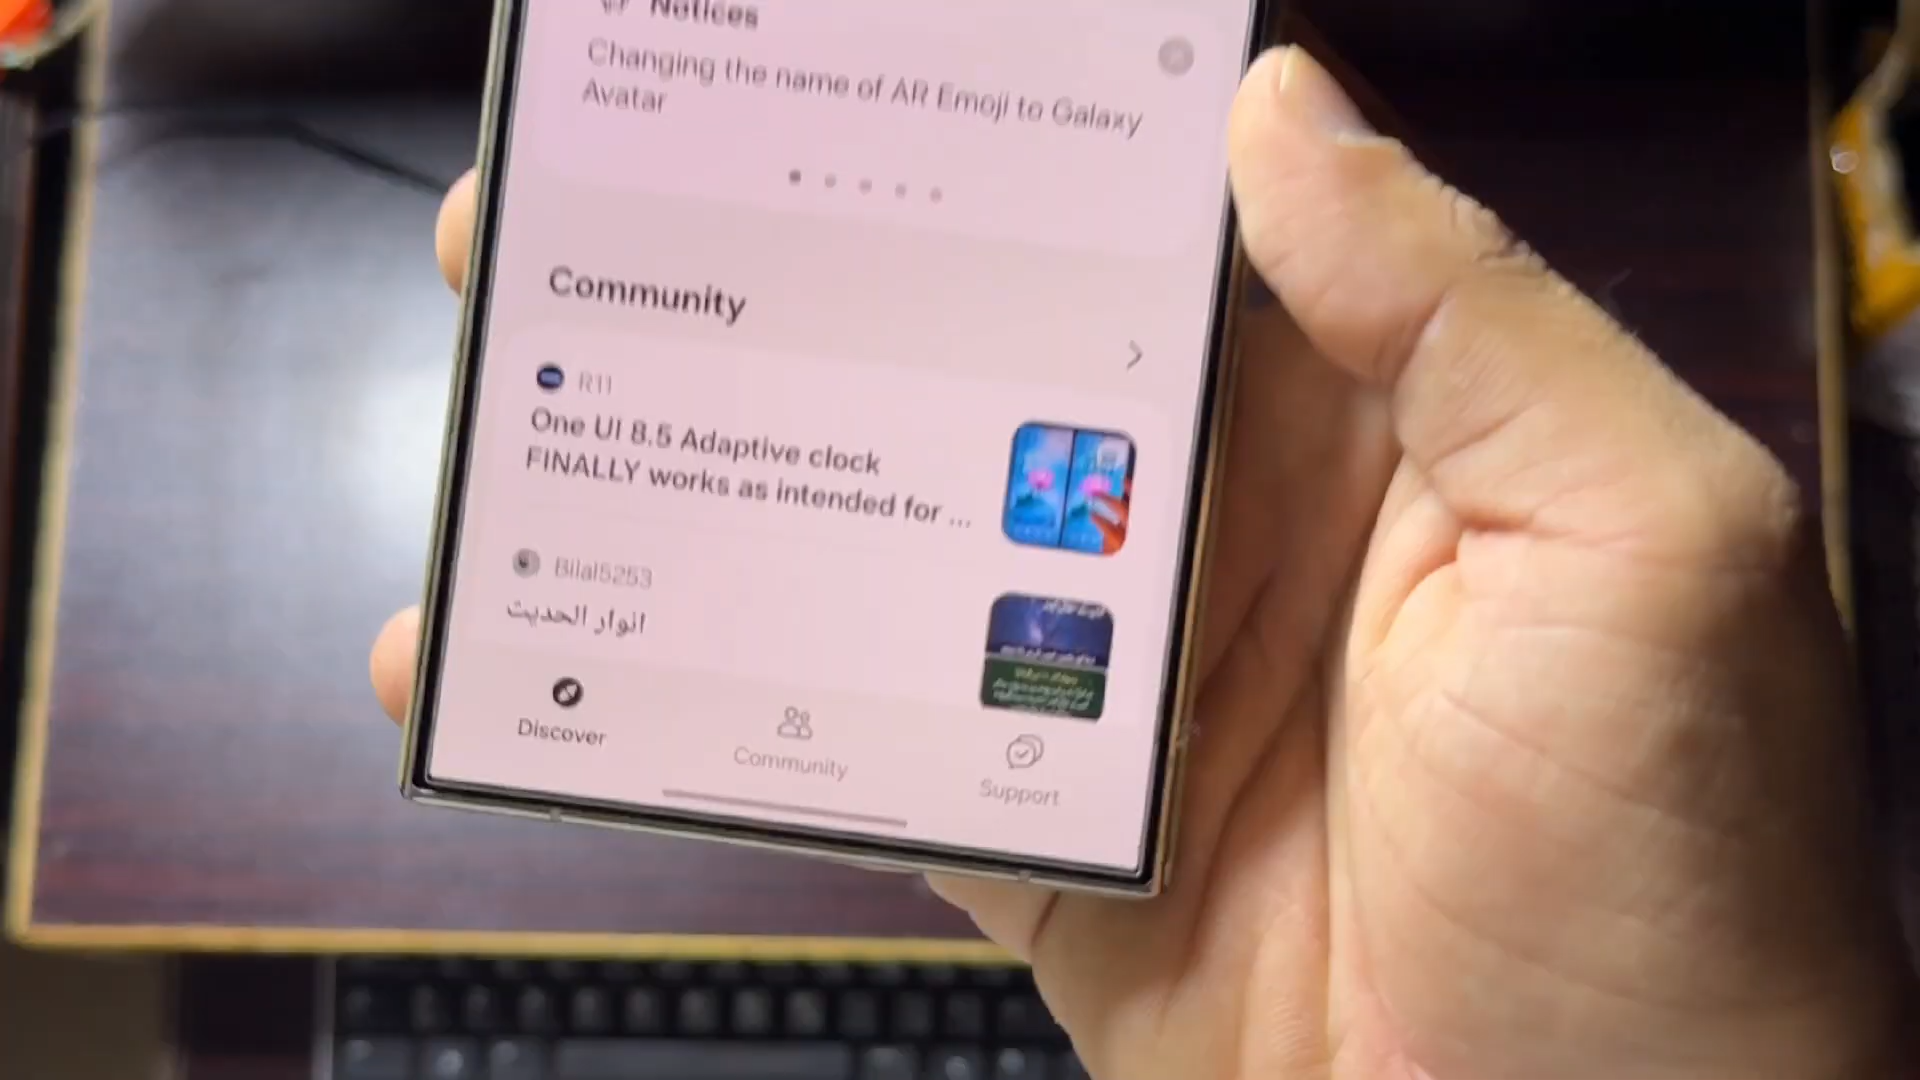 Notices
Changing the name of AR Emoji to Galaxy
Avatar
Community
R11
One UI 8.5 Adaptive clock
FINALLY works as intended for ...
Bilal5253
انوار الحديث
Discover
Community
Support